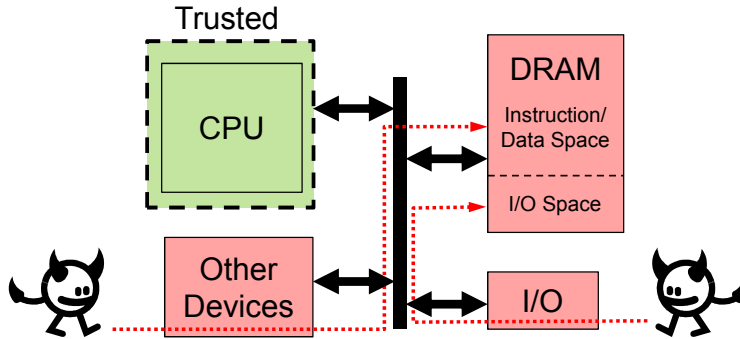 Trusted
CPU
DRAM
Instruction/
Data Space
I/O Space
Other
Devices
I/O